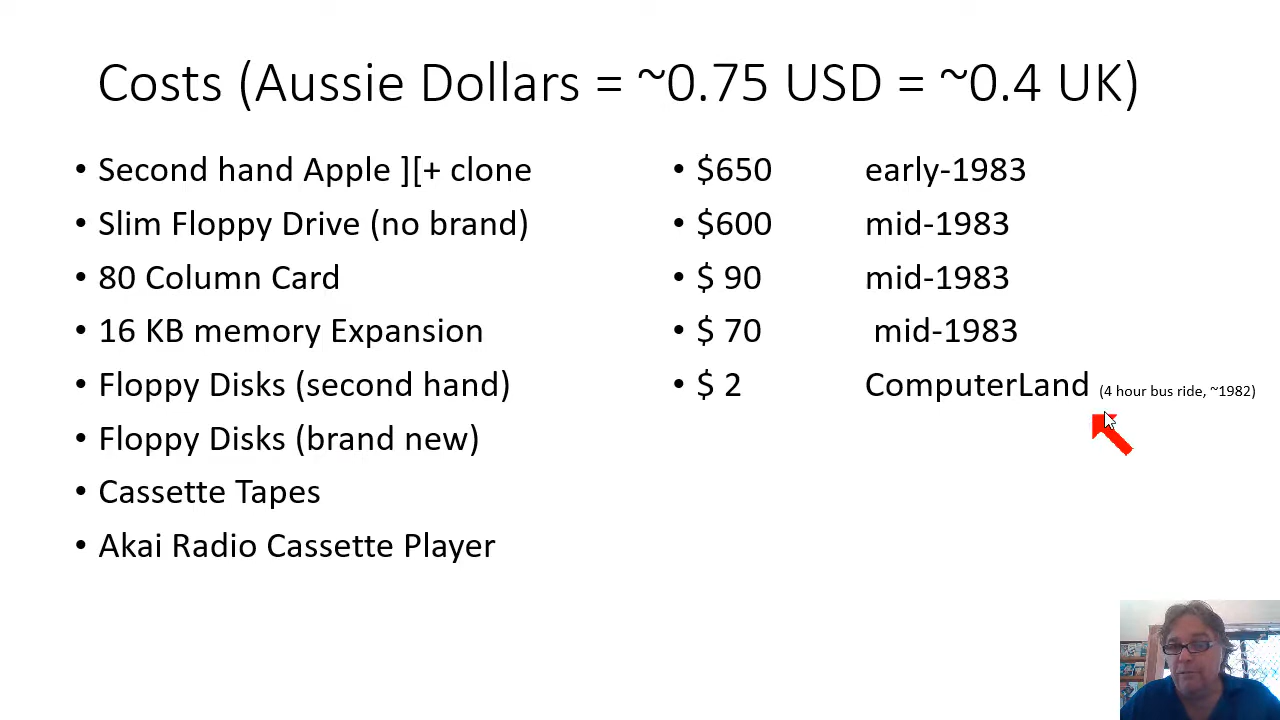 Costs (Aussie Dollars = ~0.75 USD = ~0.4 UK)
• Second hand Apple ][+ clone • $650 early-1983
• Slim Floppy Drive (no brand) • $600 mid-1983
• 80 Column Card • $ 90 mid-1983
• 16 KB memory Expansion • $ 70 mid-1983
• Floppy Disks (second hand) • $ 2 ComputerLand (4 hour bus ride, ~1982)
• Floppy Disks (brand new)
• Cassette Tapes
• Akai Radio Cassette Player